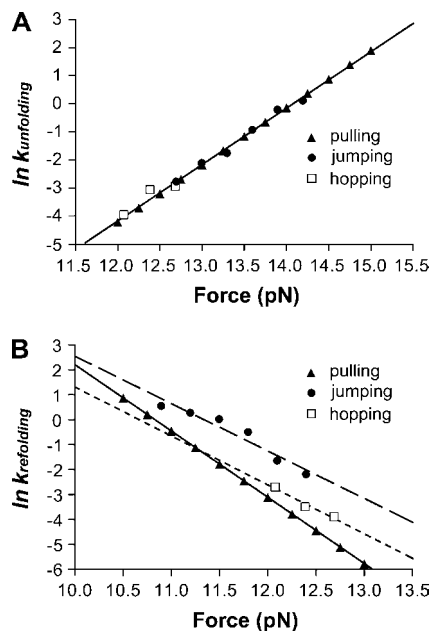 A
ln kunfolding
3
2
1
0
-1
-2
-3
-4
-5
pulling
jumping
hopping
11.5 12.0 12.5 13.0 13.5 14.0 14.5 15.0 15.5
Force (pN)
B
ln krefolding
3
2
1
0
-1
-2
-3
-4
-5
-6
pulling
jumping
hopping
10.0 10.5 11.0 11.5 12.0 12.5 13.0 13.5
Force (pN)